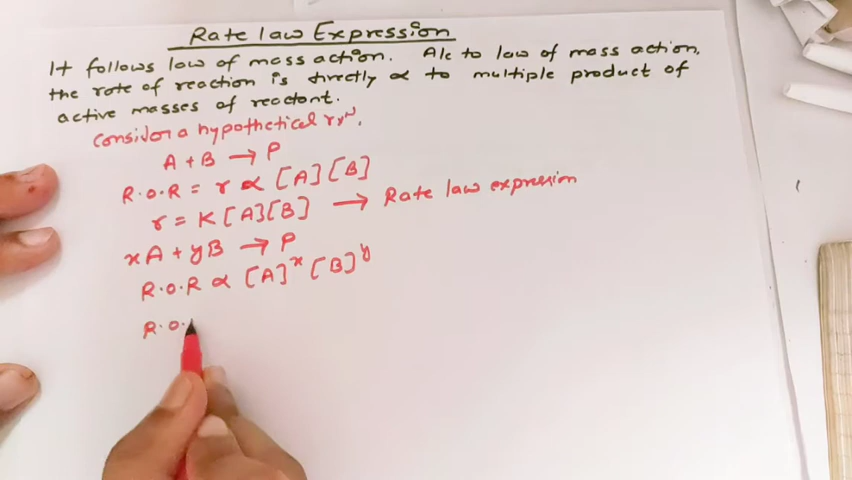 Rate law Expression
It follows law of mass action. A/c to law of mass action,
the rate of reaction is directly ∝ to multiple product of
active masses of reactant.
Consider a hypothetical rxⁿ,
A + B → P
R.O.R = r ∝ [A][B]
r = K[A][B] → Rate law expression
xA + yB → P
R.O.R ∝ [A]ˣ [B]ʸ
R.O.